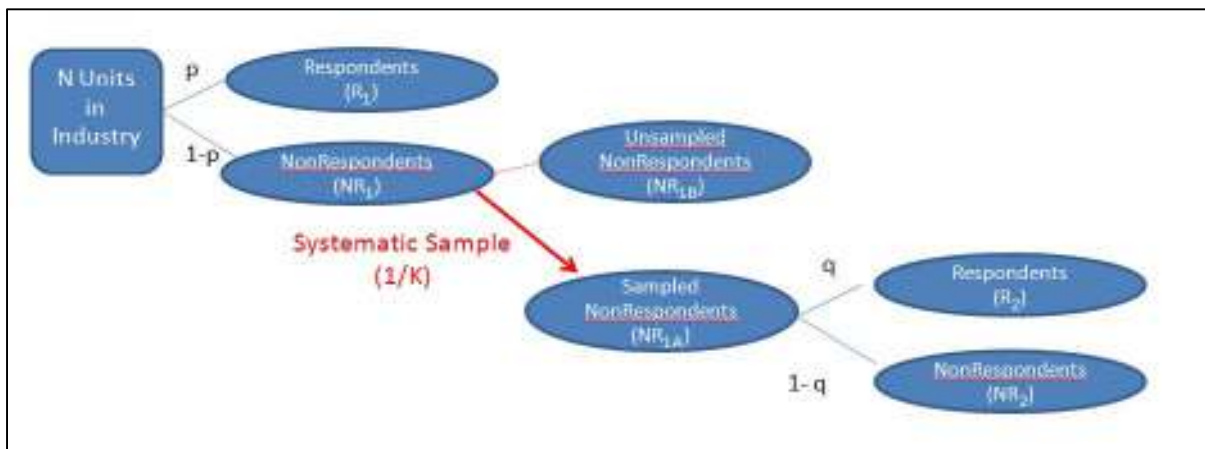 N Units
in
Industry
p
1-p
Respondents
(R₁)
NonRespondents
(NR₁)
Unsampled
NonRespondents
(NR₁B)
Systematic Sample
(1/K)
Sampled
NonRespondents
(NR₁A)
q
1- q
Respondents
(R₂)
NonRespondents
(NR₂)